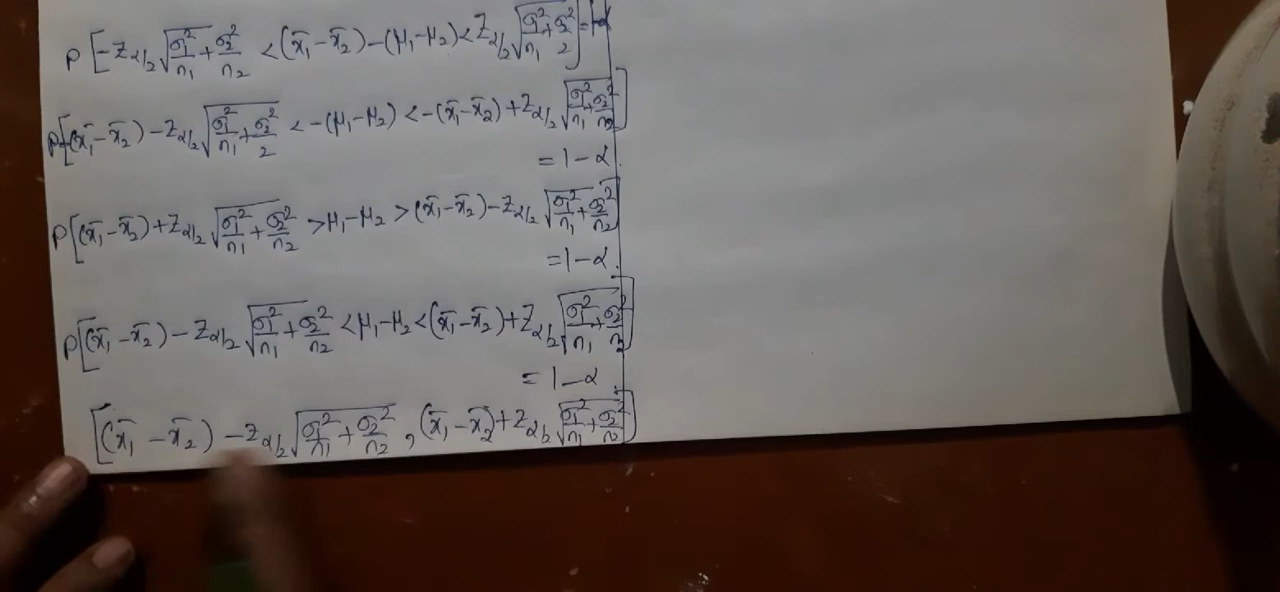 P[-Z_{α/2} √(σ₁²/n₁ + σ₂²/n₂) < (x̄₁ - x̄₂) - (μ₁ - μ₂) < Z_{α/2} √(σ₁²/n₁ + σ₂²/2)] = 1-α
P[-(x̄₁ - x̄₂) - Z_{α/2} √(σ₁²/n₁ + σ₂²/2) < -(μ₁ - μ₂) < -(x̄₁ - x̄₂) + Z_{α/2} √(σ₁²/n₁ + σ₂²/n₂)]
= 1 - α
P[(x̄₁ - x̄₂) + Z_{α/2} √(σ₁²/n₁ + σ₂²/n₂) > μ₁ - μ₂ > (x̄₁ - x̄₂) - Z_{α/2} √(σ₁²/n₁ + σ₂²/n₂)]
= 1 - α
P[(x̄₁ - x̄₂) - Z_{α/2} √(σ₁²/n₁ + σ₂²/n₂) < μ₁ - μ₂ < (x̄₁ - x̄₂) + Z_{α/2} √(σ₁²/n₁ + σ₂²/n₂)]
= 1 - α
[(x̄₁ - x̄₂) - Z_{α/2} √(σ₁²/n₁ + σ₂²/n₂) , (x̄₁ - x̄₂) + Z_{α/2} √(σ₁²/n₁ + σ₂²/n₂)]